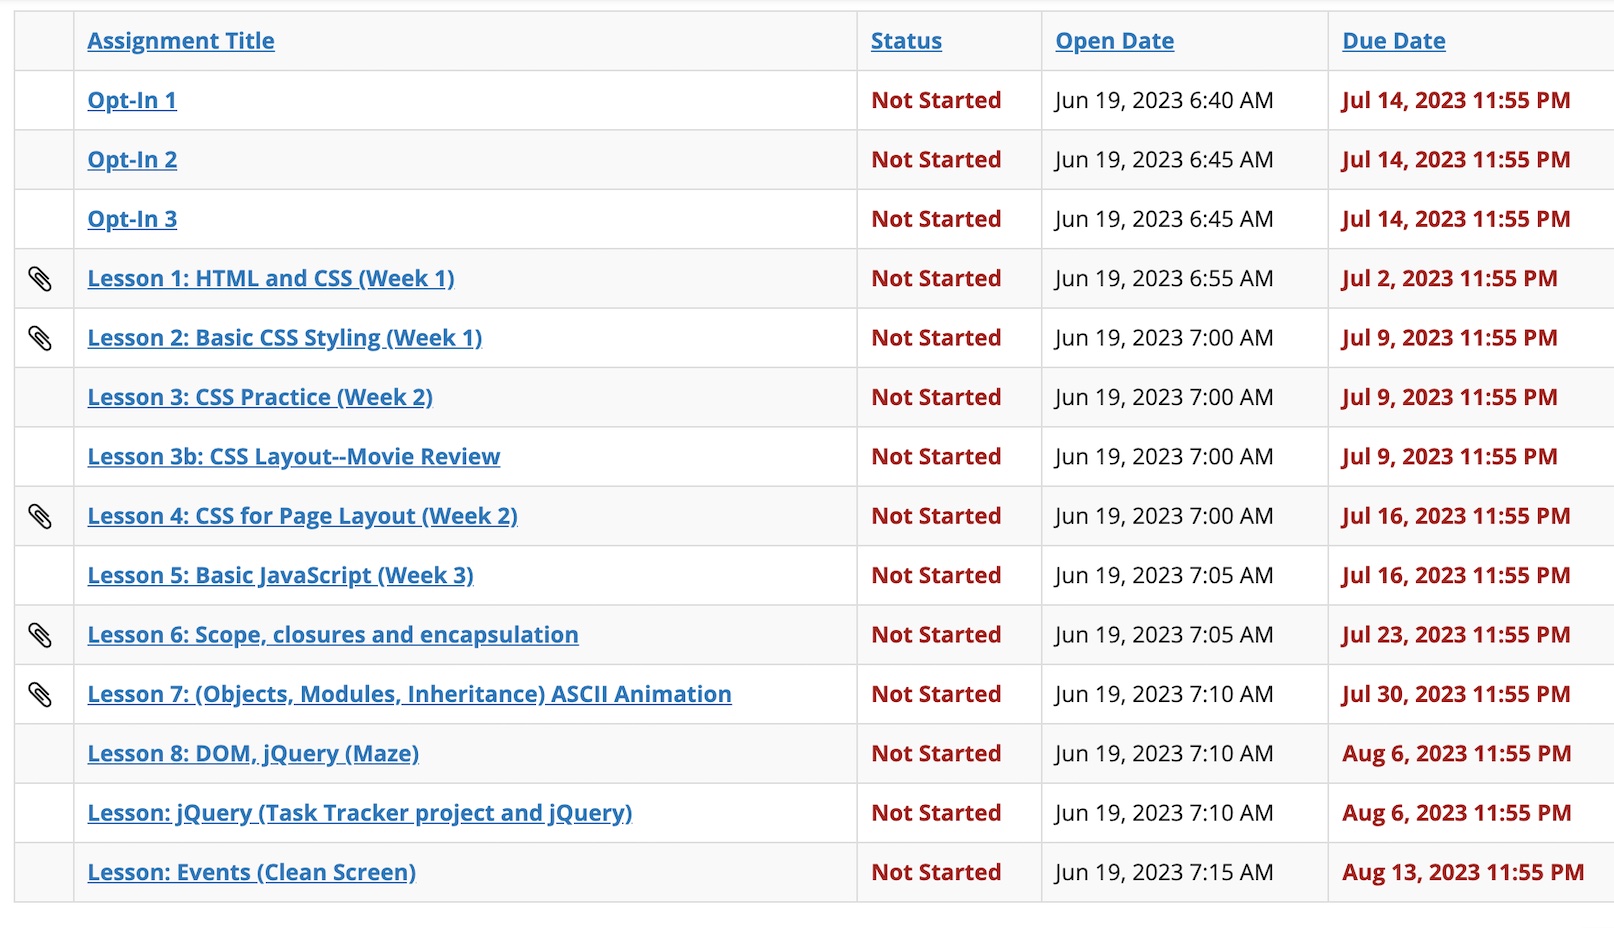 Assignment Title Status Open Date Due Date
Opt-In 1 Not Started Jun 19, 2023 6:40 AM Jul 14, 2023 11:55 PM
Opt-In 2 Not Started Jun 19, 2023 6:45 AM Jul 14, 2023 11:55 PM
Opt-In 3 Not Started Jun 19, 2023 6:45 AM Jul 14, 2023 11:55 PM
Lesson 1: HTML and CSS (Week 1) Not Started Jun 19, 2023 6:55 AM Jul 2, 2023 11:55 PM
Lesson 2: Basic CSS Styling (Week 1) Not Started Jun 19, 2023 7:00 AM Jul 9, 2023 11:55 PM
Lesson 3: CSS Practice (Week 2) Not Started Jun 19, 2023 7:00 AM Jul 9, 2023 11:55 PM
Lesson 3b: CSS Layout--Movie Review Not Started Jun 19, 2023 7:00 AM Jul 9, 2023 11:55 PM
Lesson 4: CSS for Page Layout (Week 2) Not Started Jun 19, 2023 7:00 AM Jul 16, 2023 11:55 PM
Lesson 5: Basic JavaScript (Week 3) Not Started Jun 19, 2023 7:05 AM Jul 16, 2023 11:55 PM
Lesson 6: Scope, closures and encapsulation Not Started Jun 19, 2023 7:05 AM Jul 23, 2023 11:55 PM
Lesson 7: (Objects, Modules, Inheritance) ASCII Animation Not Started Jun 19, 2023 7:10 AM Jul 30, 2023 11:55 PM
Lesson 8: DOM, jQuery (Maze) Not Started Jun 19, 2023 7:10 AM Aug 6, 2023 11:55 PM
Lesson: jQuery (Task Tracker project and jQuery) Not Started Jun 19, 2023 7:10 AM Aug 6, 2023 11:55 PM
Lesson: Events (Clean Screen) Not Started Jun 19, 2023 7:15 AM Aug 13, 2023 11:55 PM